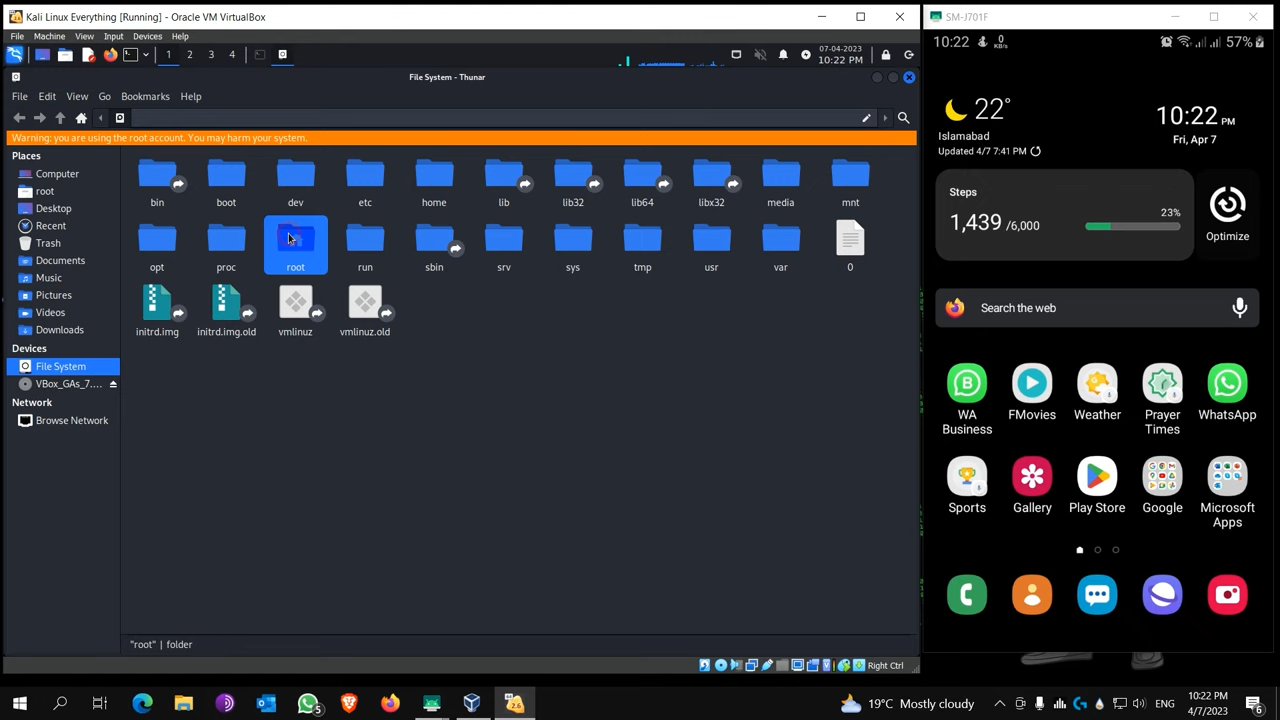 Kali Linux Everything [Running] - Oracle VM VirtualBox
File Machine View Input Devices Help
1 2 3 4
07-04-2023
10:22 PM
File System - Thunar
File Edit View Go Bookmarks Help
Warning: you are using the root account. You may harm your system.
Places
Computer
root
Desktop
Recent
Trash
Documents
Music
Pictures
Videos
Downloads
Devices
File System
VBox_GAs_7....
Network
Browse Network
bin boot dev etc home lib lib32 lib64 libx32 media mnt
opt proc root run sbin srv sys tmp usr var 0
initrd.img initrd.img.old vmlinuz vmlinuz.old
"root" | folder
Right Ctrl
SM-J701F
10:22 0 KB/s 57%
22°
Islamabad
Updated 4/7 7:41 PM
10:22 PM
Fri, Apr 7
Steps
1,439 /6,000
23%
Optimize
Search the web
WA Business
FMovies
Weather
Prayer Times
WhatsApp
Sports
Gallery
Play Store
Google
Microsoft Apps
5
2.6
19°C Mostly cloudy
ENG
10:22 PM
4/7/2023
6